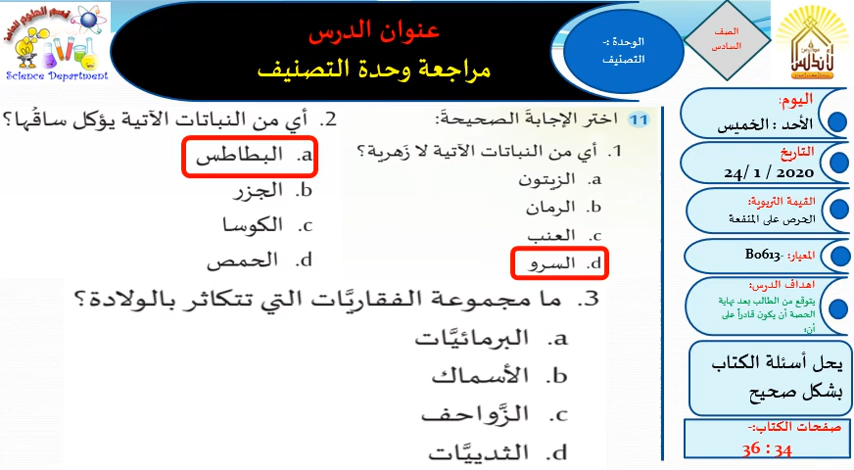 قسم العلوم العامة
Science Department
عنوان الدرس
مراجعة وحدة التصنيف
الوحدة :-
التصنيف
الصف
السادس
11 اختر الإجابة الصحيحة:
1. أي من النباتات الآتية لا زَهرية؟
a. الزيتون
b. الرمان
c. العنب
d. السرو
2. أي من النباتات الآتية يؤكل ساقُها؟
a. البطاطس
b. الجزر
c. الكوسا
d. الحمص
3. ما مجموعة الفقاريَّات التي تتكاثر بالولادة؟
a. البرمائيَّات
b. الأسماك
c. الزَّواحف
d. الثدييَّات
اليوم:
الأحد : الخميس
التاريخ
24/ 1 / 2020
القيمة التربوية:
الحرص على المنفعة
المعيار: -B0613
اهداف الدرس:
يتوقع من الطالب بعد نهاية
الحصة أن يكون قادراً على
أن:
يحل أسئلة الكتاب
بشكل صحيح
صفحات الكتاب:-
34 : 36